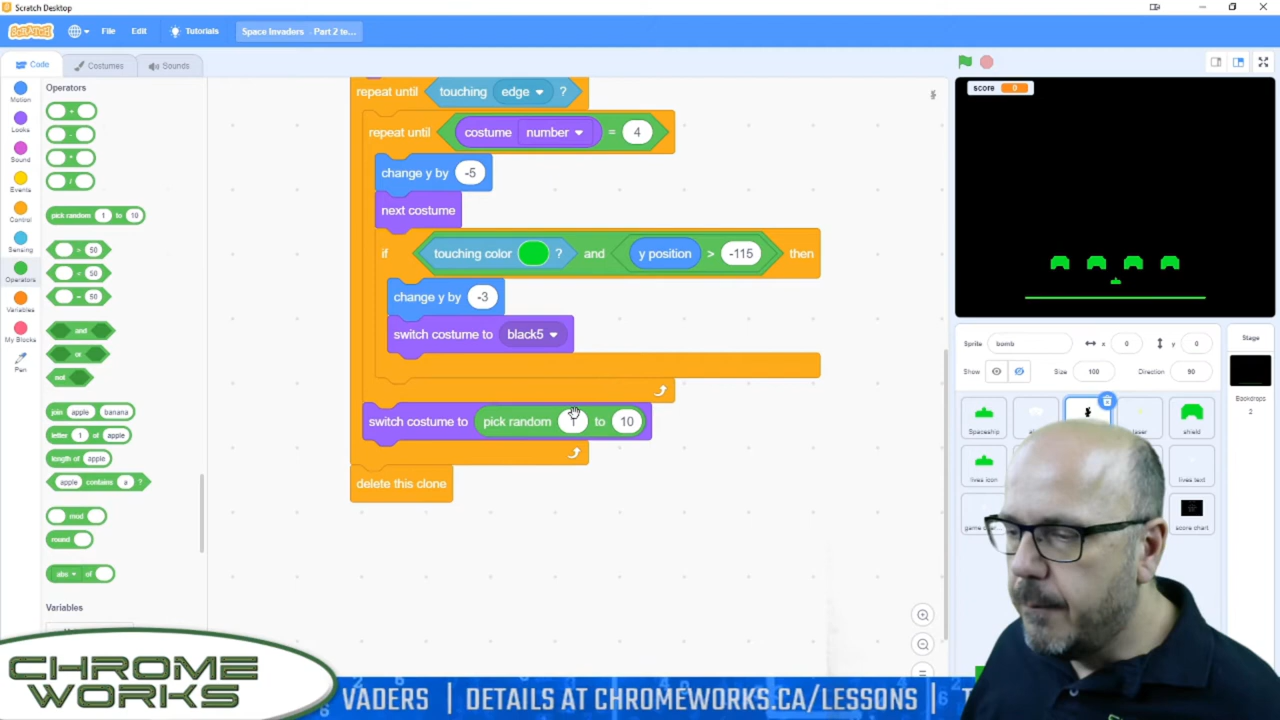 Scratch Desktop
SCRATCH File Edit Tutorials Space Invaders - Part 2 te...
Code Costumes Sounds
Motion
Looks
Sound
Events
Control
Sensing
Operators
Variables
My Blocks
Pen
Operators
+
-
*
/
pick random 1 to 10
> 50
< 50
= 50
and
or
not
join apple banana
letter 1 of apple
length of apple
apple contains a ?
mod
round
abs of
Variables
repeat until touching edge ?
repeat until costume number = 4
change y by -5
next costume
if touching color ? and y position > -115 then
change y by -3
switch costume to black5
switch costume to pick random 1 to 10
delete this clone
score 0
Sprite bomb x 0 y 0
Show Size 100 Direction 90
Stage
Backdrops
2
Spaceship laser shield
lives icon lives text
score chart
CHROME
WORKS
VADERS | DETAILS AT CHROMEWORKS.CA/LESSONS |